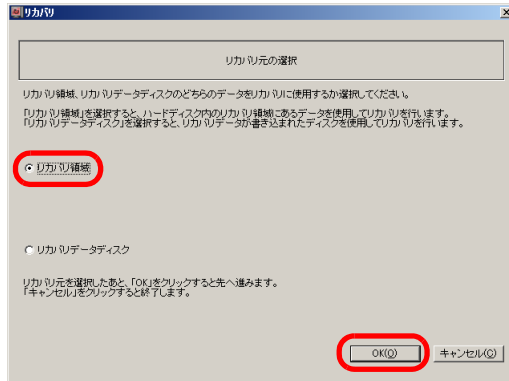 リカバリ
リカバリ元の選択
リカバリ領域、リカバリデータディスクのどちらのデータをリカバリに使用するか選択してください。
「リカバリ領域」を選択すると、ハードディスク内のリカバリ領域にあるデータを使用してリカバリを行います。
「リカバリデータディスク」を選択すると、リカバリデータが書き込まれたディスクを使用してリカバリを行います。
リカバリ領域
リカバリデータディスク
リカバリ元を選択したあと、「OK」をクリックすると先へ進みます。
「キャンセル」をクリックすると終了します。
OK(O) キャンセル(C)